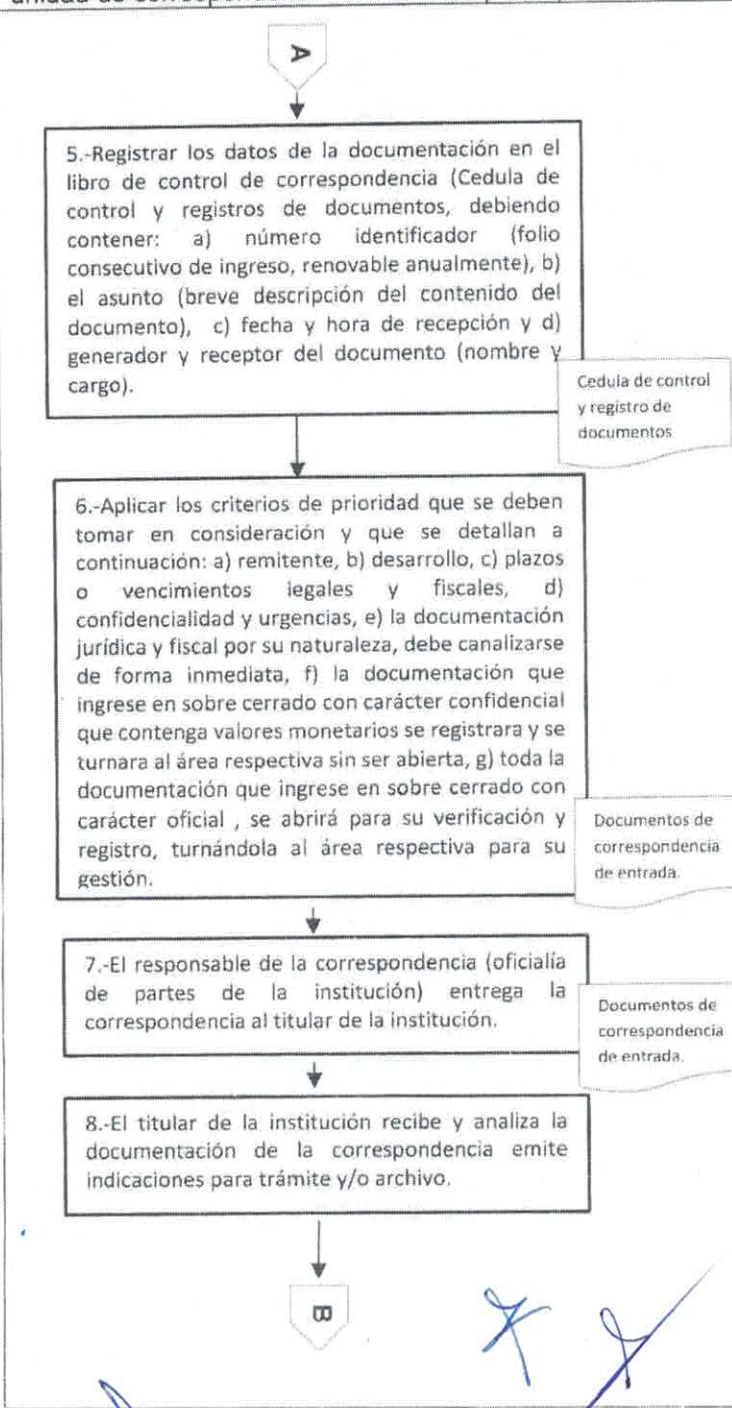 A
5.-Registrar los datos de la documentación en el
libro de control de correspondencia (Cedula de
control y registros de documentos, debiendo
contener: a) número identificador (folio
consecutivo de ingreso, renovable anualmente), b)
el asunto (breve descripción del contenido del
documento), c) fecha y hora de recepción y d)
generador y receptor del documento (nombre y
cargo).
Cedula de control
y registro de
documentos
6.-Aplicar los criterios de prioridad que se deben
tomar en consideración y que se detallan a
continuación: a) remitente, b) desarrollo, c) plazos
o vencimientos legales y fiscales, d)
confidencialidad y urgencias, e) la documentación
jurídica y fiscal por su naturaleza, debe canalizarse
de forma inmediata, f) la documentación que
ingrese en sobre cerrado con carácter confidencial
que contenga valores monetarios se registrara y se
turnara al área respectiva sin ser abierta, g) toda la
documentación que ingrese en sobre cerrado con
carácter oficial , se abrirá para su verificación y
registro, turnándola al área respectiva para su
gestión.
Documentos de
correspondencia
de entrada.
7.-El responsable de la correspondencia (oficialía
de partes de la institución) entrega la
correspondencia al titular de la institución.
Documentos de
correspondencia
de entrada.
8.-El titular de la institución recibe y analiza la
documentación de la correspondencia emite
indicaciones para trámite y/o archivo.
B